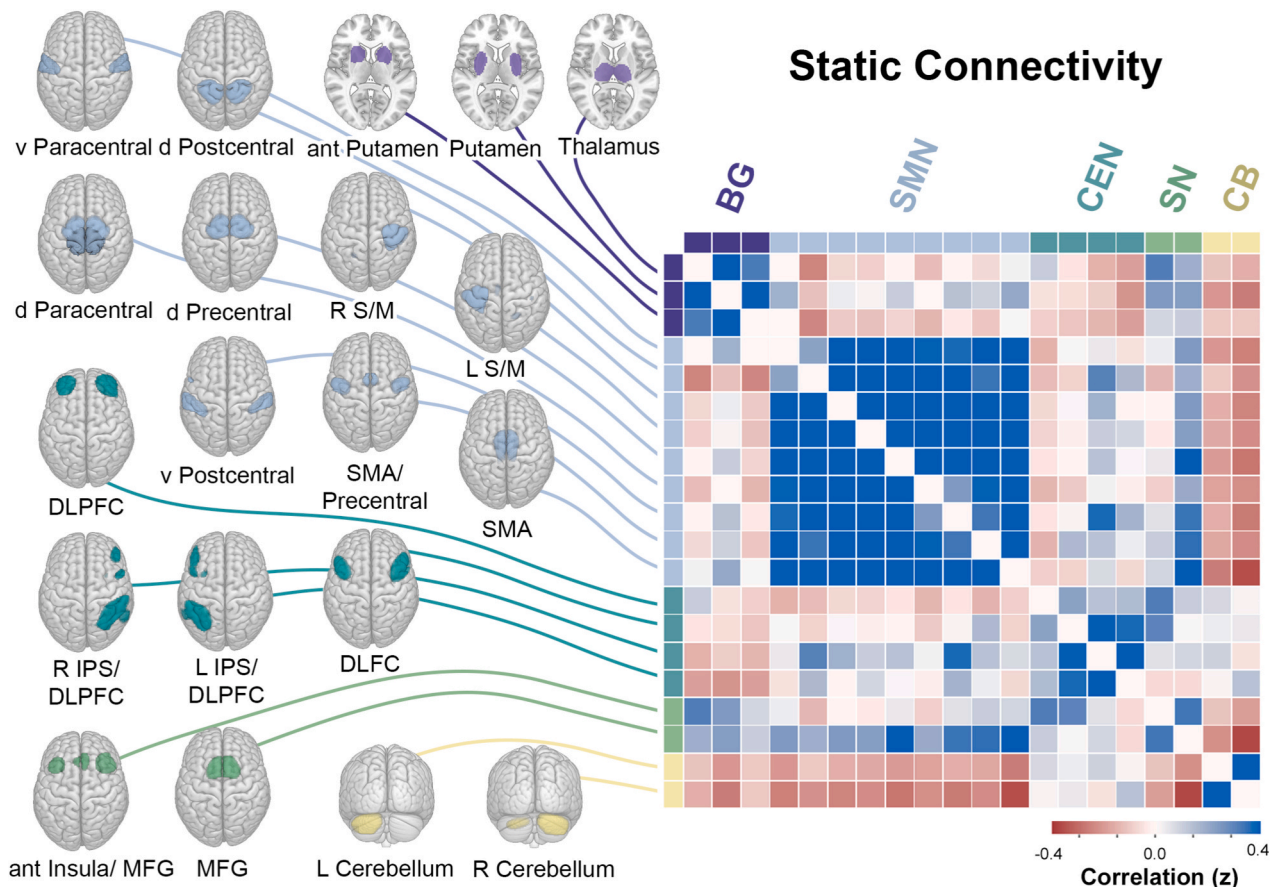 Static Connectivity
v Paracentral d Postcentral ant Putamen Putamen Thalamus
BG SMN CEN SN CB
d Paracentral d Precentral R S/M
L S/M
DLPFC
v Postcentral
SMA/
Precentral
SMA
R IPS/
DLPFC
L IPS/
DLPFC
DLFC
ant Insula/ MFG MFG L Cerebellum R Cerebellum
-0.4 0.0 0.4
Correlation (z)